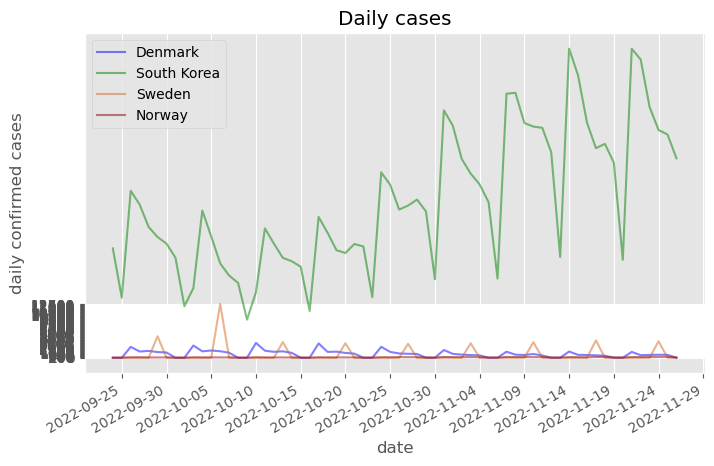 Daily cases
Denmark
South Korea
Sweden
Norway
daily confirmed cases
2022-09-25
2022-09-30
2022-10-05
2022-10-10
2022-10-15
2022-10-20
2022-10-25
2022-10-30
2022-11-04
2022-11-09
2022-11-14
2022-11-19
2022-11-24
2022-11-29
date